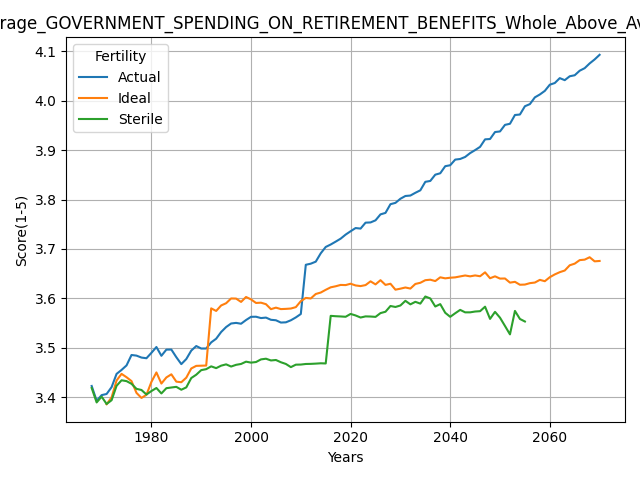 rage_GOVERNMENT_SPENDING_ON_RETIREMENT_BENEFITS_Whole_Above_Av
Fertility
Actual
Ideal
Sterile
Score(1-5)
4.1
4.0
3.9
3.8
3.7
3.6
3.5
3.4
1980 2000 2020 2040 2060
Years